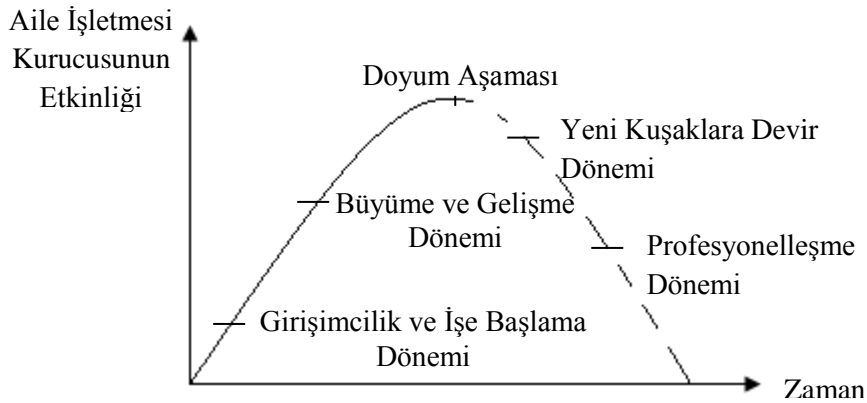 Aile İşletmesi
Kurucusunun
Etkinliği
Doyum Aşaması
Yeni Kuşaklara Devir
Dönemi
Büyüme ve Gelişme
Dönemi
Profesyonelleşme
Dönemi
Girişimcilik ve İşe Başlama
Dönemi
Zaman